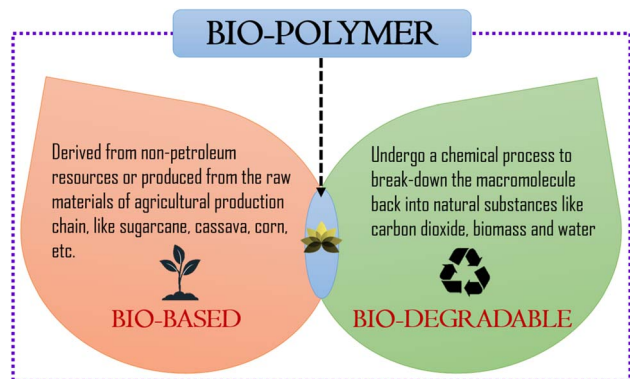 BIO-POLYMER
Derived from non-petroleum
resources or produced from the raw
materials of agricultural production
chain, like sugarcane, cassava, corn,
etc.
BIO-BASED
Undergo a chemical process to
break-down the macromolecule
back into natural substances like
carbon dioxide, biomass and water
BIO-DEGRADABLE